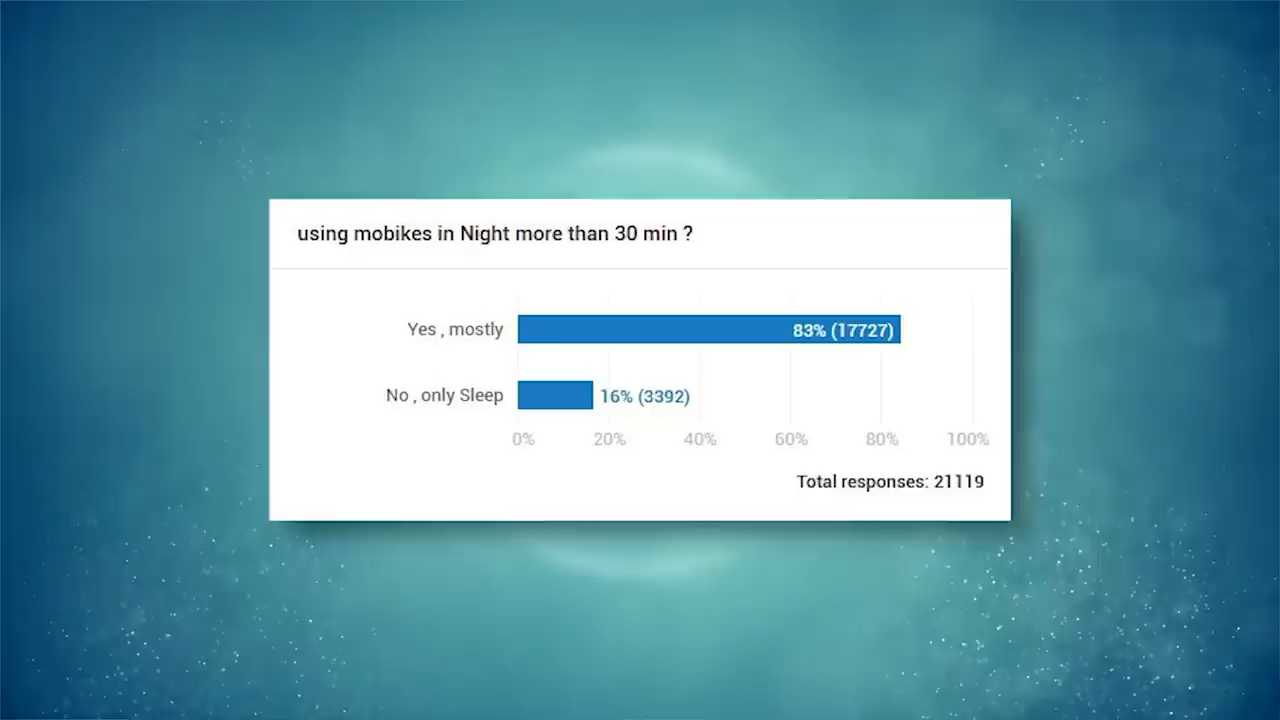 using mobikes in Night more than 30 min ?
Yes , mostly 83% (17727)
No , only Sleep 16% (3392)
0% 20% 40% 60% 80% 100%
Total responses: 21119